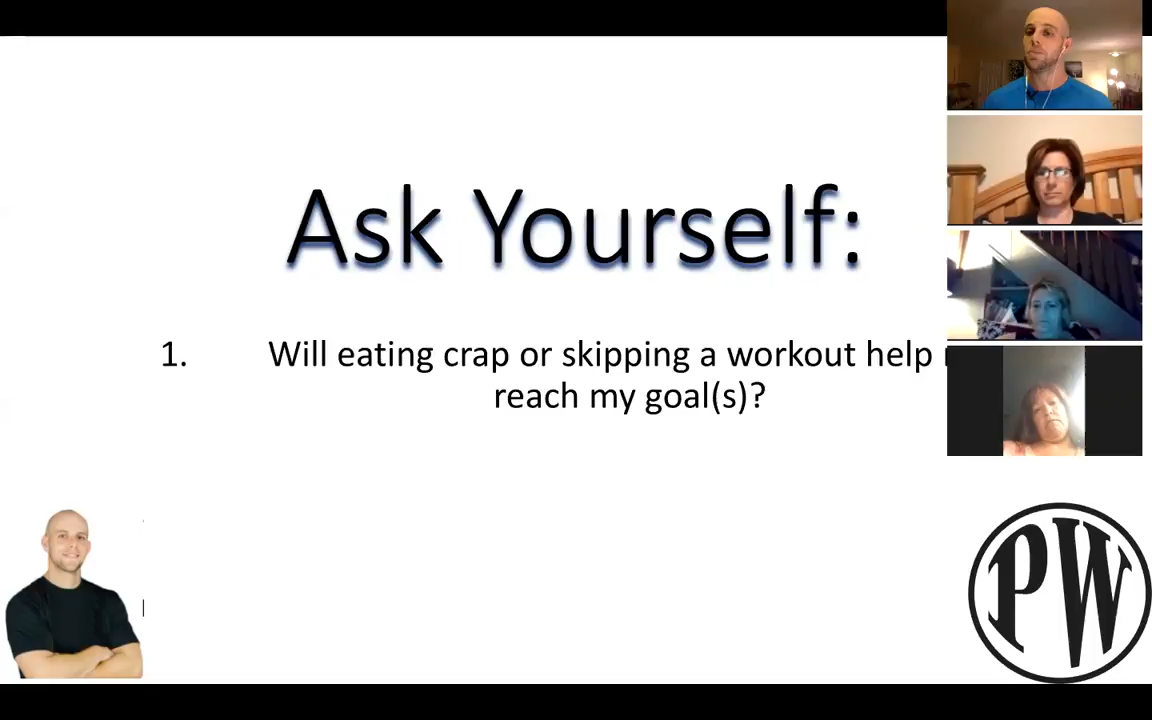 Ask Yourself:
1. Will eating crap or skipping a workout help
reach my goal(s)?
PW